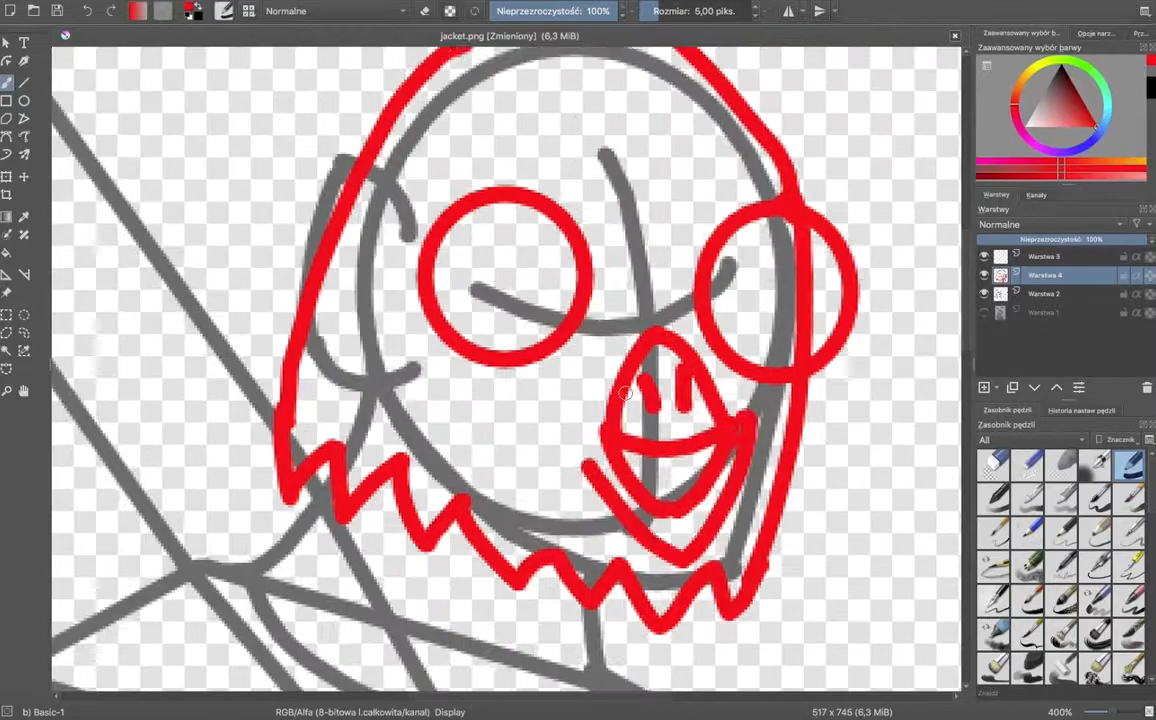 Normalne
Nieprzezroczystość: 100%
Rozmiar: 5,00 piks.
jacket.png [Zmieniony] (6,3 MiB)
Zaawansowany wybór b...
Opcje narz...
Prz...
Zaawansowany wybór barwy
Warstwy
Kanały
Warstwy
Normalne
Nieprzezroczystość: 100%
Warstwa 3
Warstwa 4
Warstwa 2
Warstwa 1
Zasobnik pędzli
Historia nastaw pędzli
Zasobnik pędzli
All
Znacznik
Znajdź
b) Basic-1
RGB/Alfa (8-bitowa l.całkowita/kanał) Display
517 x 745 (6,3 MiB)
400%